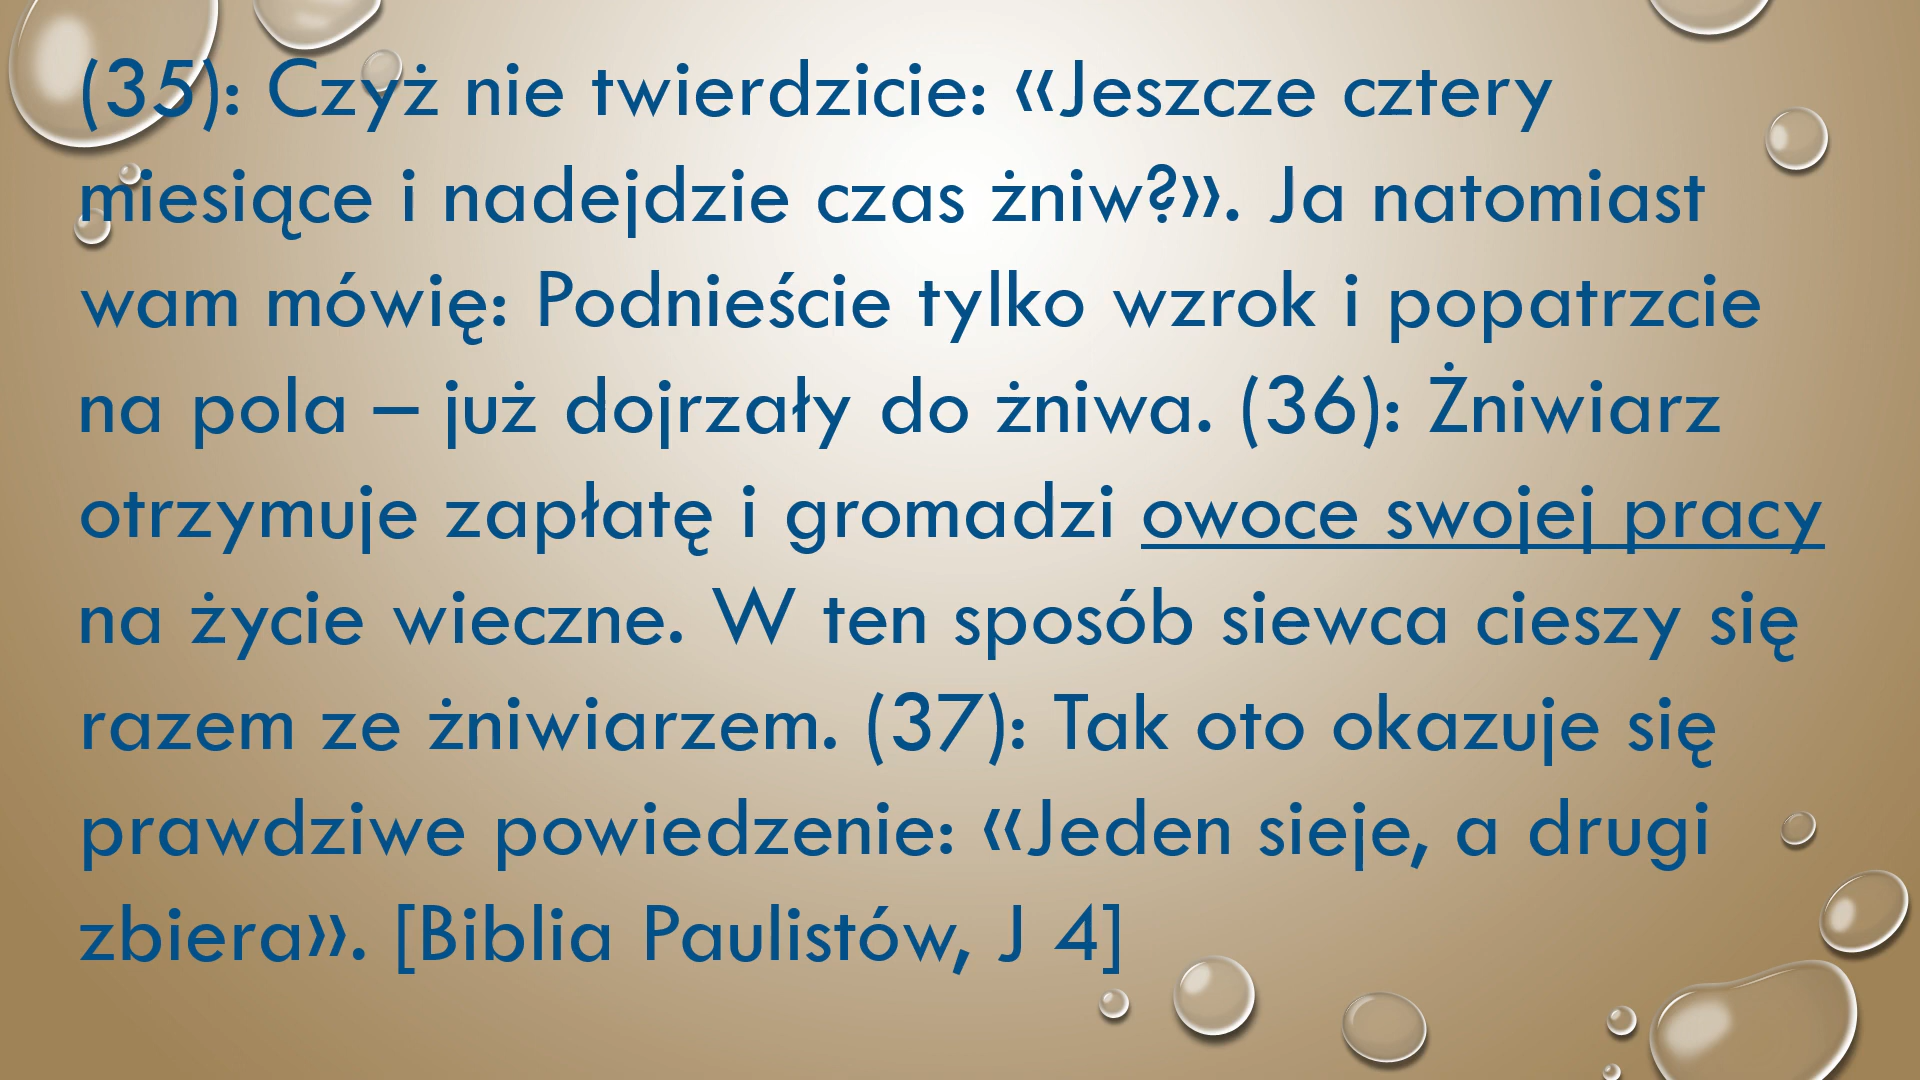 (35): Czyż nie twierdzicie: «Jeszcze cztery
miesiące i nadejdzie czas żniw?». Ja natomiast
wam mówię: Podnieście tylko wzrok i popatrzcie
na pola – już dojrzały do żniwa. (36): Żniwiarz
otrzymuje zapłatę i gromadzi owoce swojej pracy
na życie wieczne. W ten sposób siewca cieszy się
razem ze żniwiarzem. (37): Tak oto okazuje się
prawdziwe powiedzenie: «Jeden sieje, a drugi
zbiera». [Biblia Paulistów, J 4]